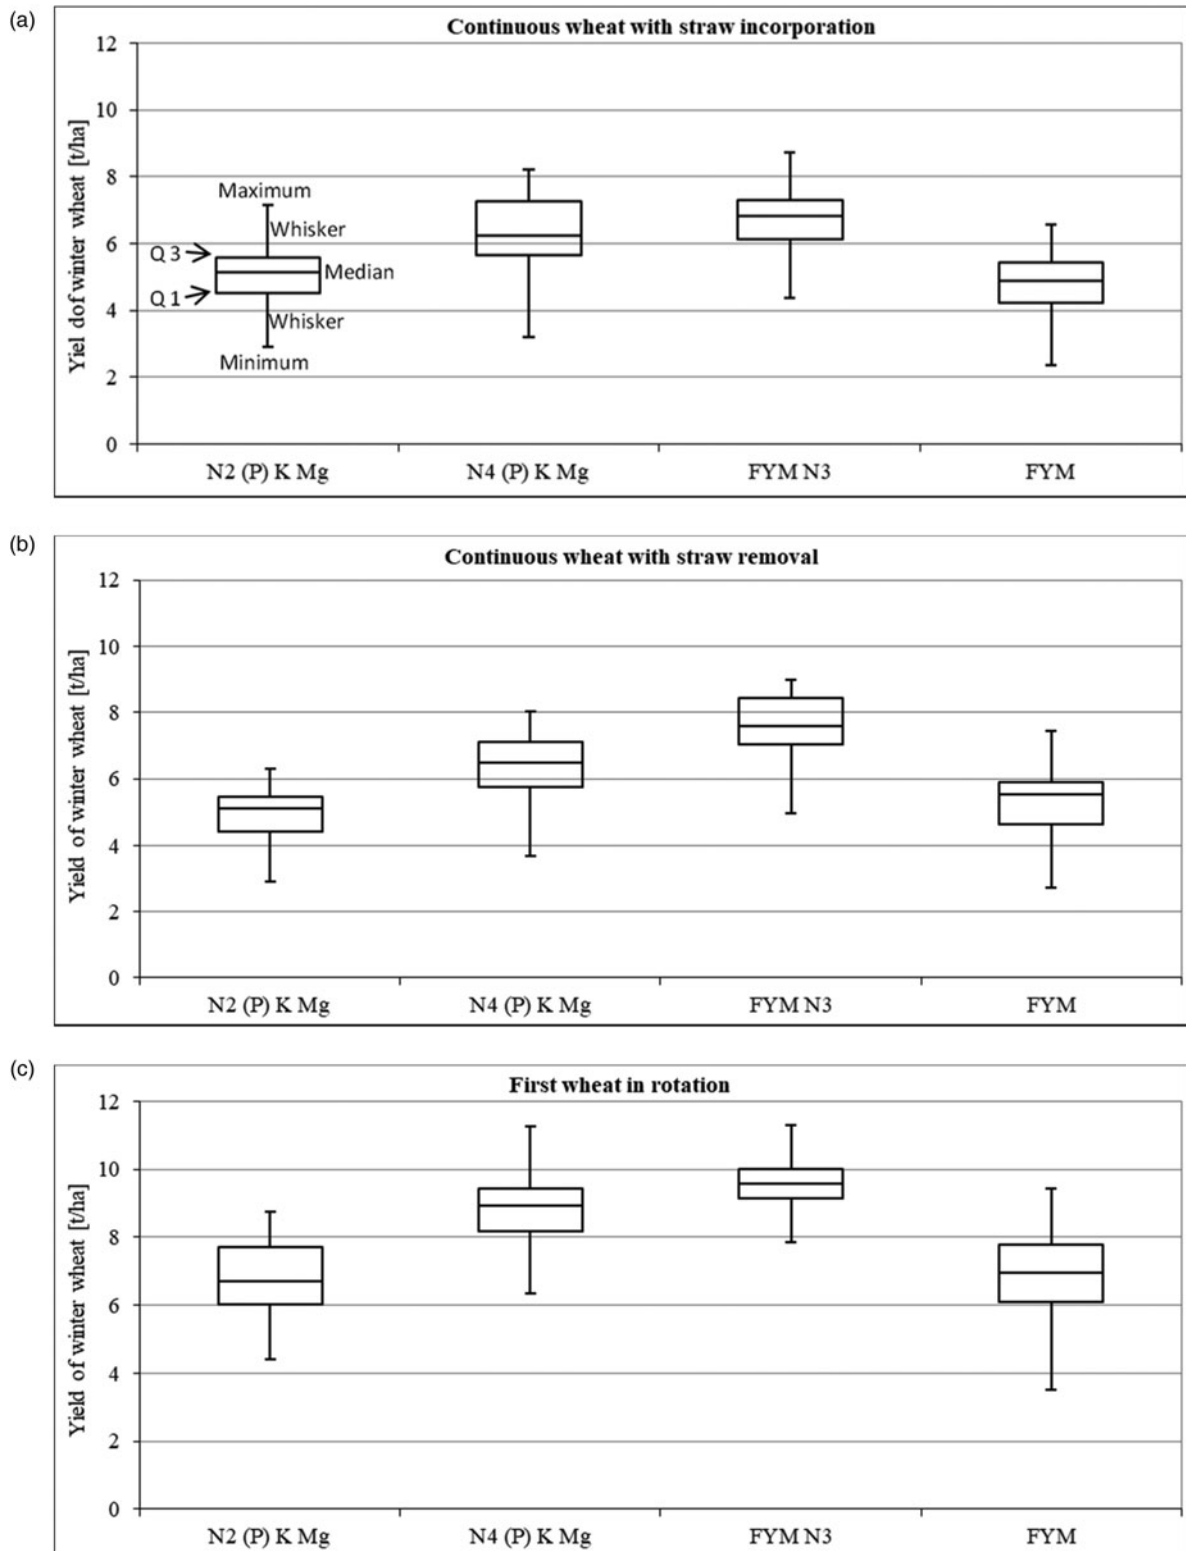 (a)
Continuous wheat with straw incorporation
Yiel dof winter wheat [t/ha]
12
10
8
6
4
2
0
Maximum
Whisker
Q 3
Median
Q 1
Whisker
Minimum
N2 (P) K Mg N4 (P) K Mg FYM N3 FYM
(b)
Continuous wheat with straw removal
Yield of winter wheat [t/ha]
12
10
8
6
4
2
0
N2 (P) K Mg N4 (P) K Mg FYM N3 FYM
(c)
First wheat in rotation
Yield of winter wheat [t/ha]
12
10
8
6
4
2
0
N2 (P) K Mg N4 (P) K Mg FYM N3 FYM